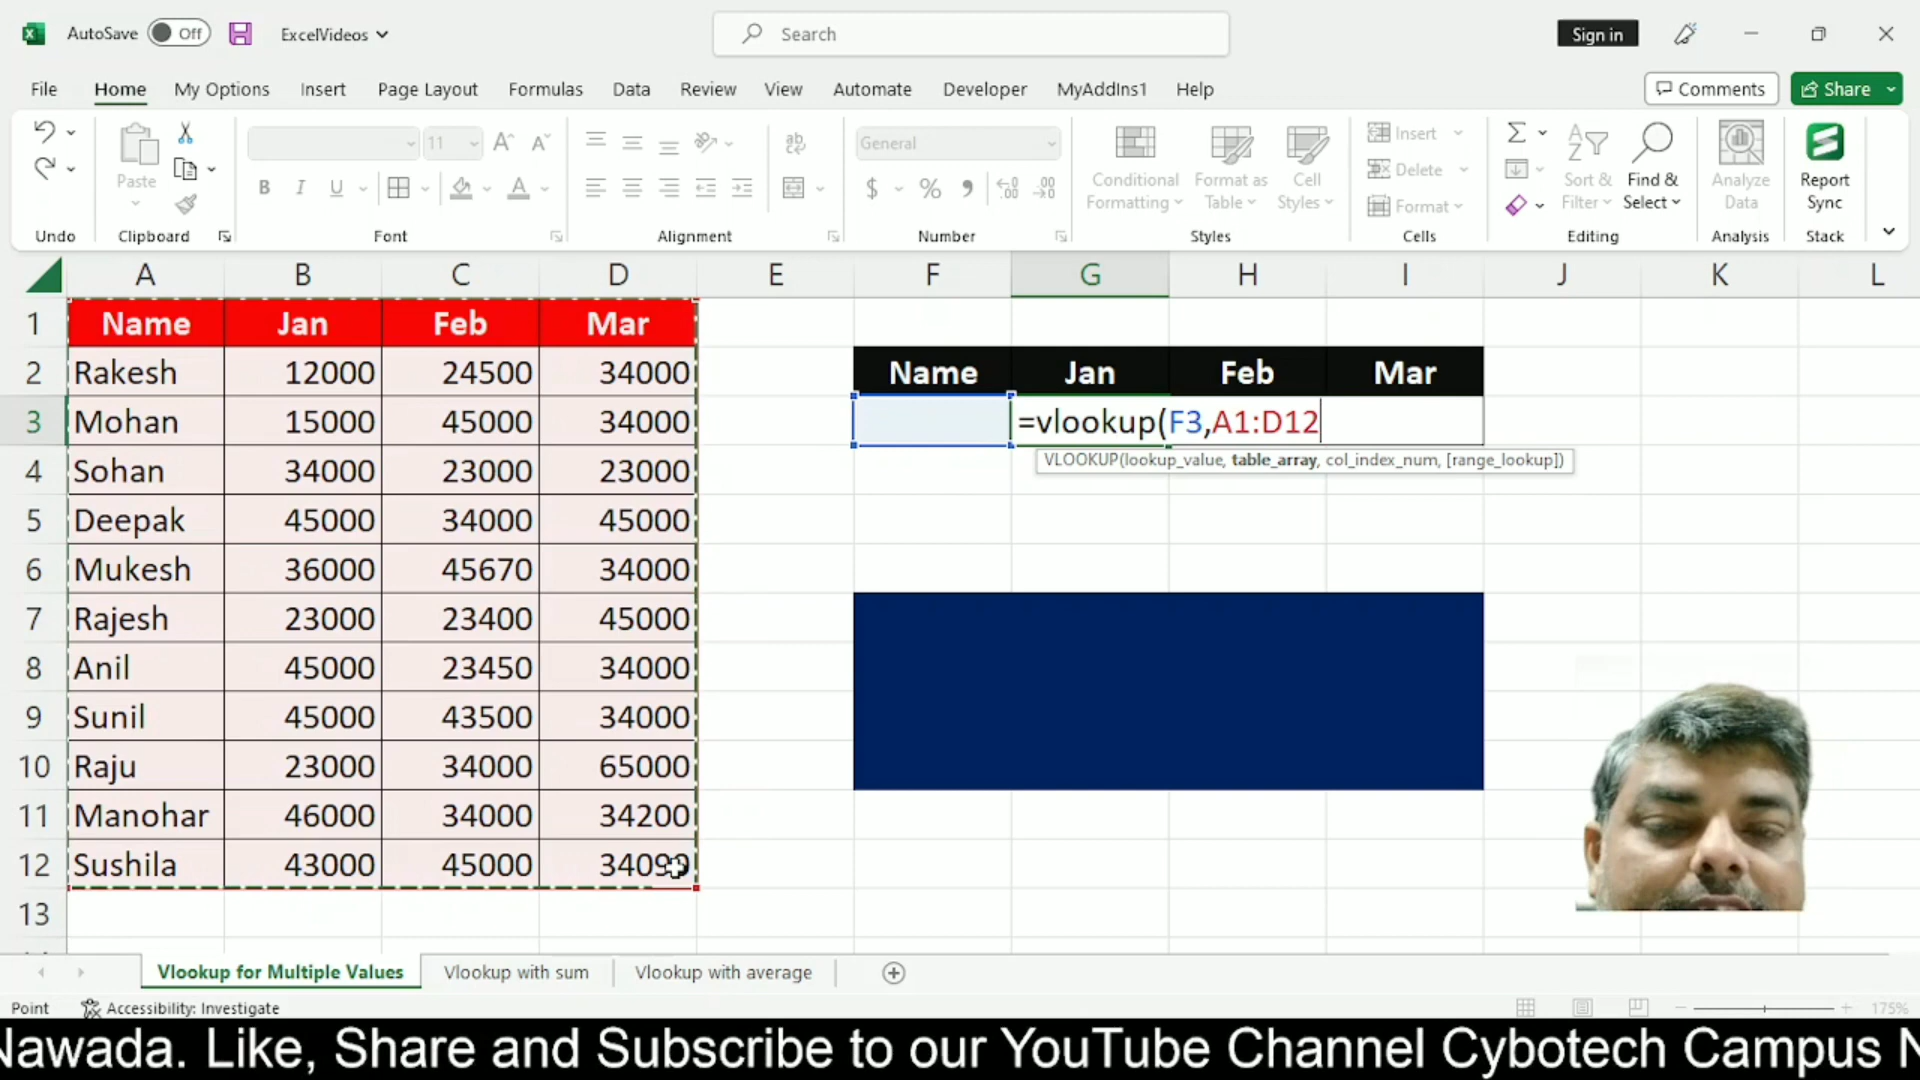 AutoSave Off ExcelVideos Search Sign in
File Home My Options Insert Page Layout Formulas Data Review View Automate Developer MyAddIns1 Help Comments Share
Paste 11 General Conditional Formatting Format as Table Cell Styles Insert Delete Format Sort & Filter Find & Select Analyze Data Report Sync
B I U $ %
Undo Clipboard Font Alignment Number Styles Cells Editing Analysis Stack
A B C D E F G H I J K L
1 Name Jan Feb Mar
2 Rakesh 12000 24500 34000 Name Jan Feb Mar
3 Mohan 15000 45000 34000 =vlookup(F3,A1:D12
VLOOKUP(lookup_value, table_array, col_index_num, [range_lookup])
4 Sohan 34000 23000 23000
5 Deepak 45000 34000 45000
6 Mukesh 36000 45670 34000
7 Rajesh 23000 23400 45000
8 Anil 45000 23450 34000
9 Sunil 45000 43500 34000
10 Raju 23000 34000 65000
11 Manohar 46000 34000 34200
12 Sushila 43000 45000
13
Vlookup for Multiple Values Vlookup with sum Vlookup with average
Point Accessibility: Investigate 175%
Nawada. Like, Share and Subscribe to our YouTube Channel Cybotech Campus N